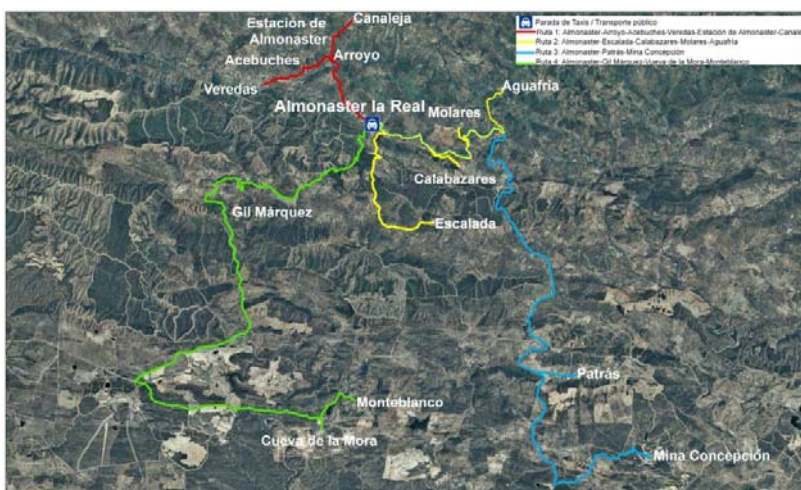 Parada de Taxis / Transporte público
Ruta 1: Almonaster-Arroyo-Acebuches-Veredas-Estación de Almonaster-Canalej
Ruta 2: Almonaster-Escalada-Calabazares-Molares-Aguafría
Ruta 3: Almonaster-Patrás-Mina Concepción
Ruta 4: Almonaster-Gil Márquez-Vueva de la Mora-Monteblanco
Canaleja
Estación de
Almonaster
Arroyo
Acebuches
Veredas
Almonaster la Real
Aguafría
Molares
Calabazares
Gil Márquez
Escalada
Patrás
Monteblanco
Cueva de la Mora
Mina Concepción